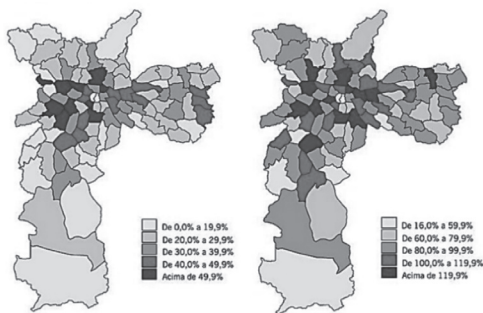 De 0,0% a 19,9%
De 20,0% a 29,9%
De 30,0% a 39,9%
De 40,0% a 49,9%
Acima de 49,9%
De 16,0% a 59,9%
De 60,0% a 79,9%
De 80,0% a 99,9%
De 100,0% a 119,9%
Acima de 119,9%